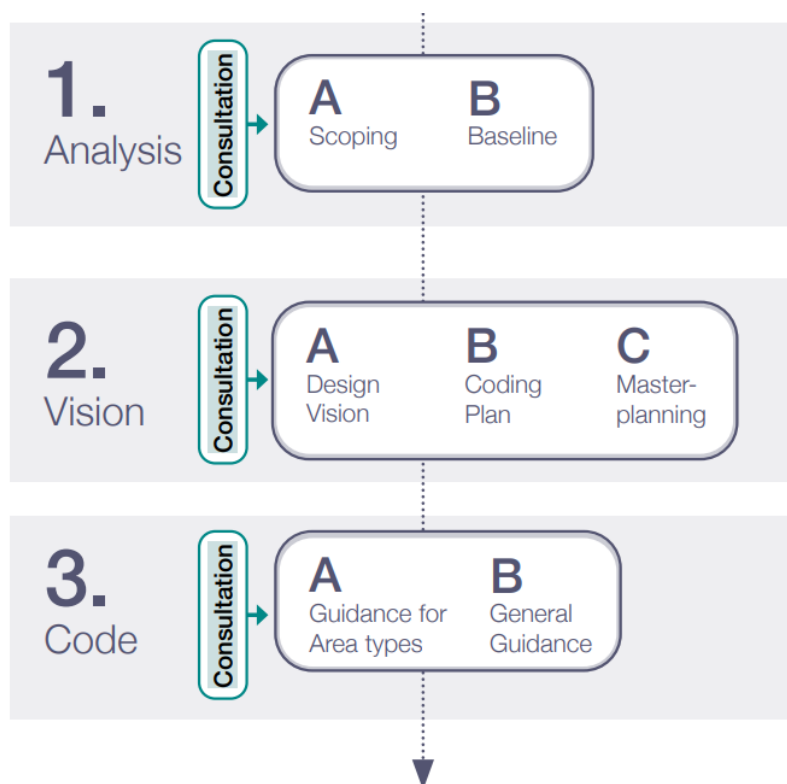 1.
Analysis
Consultation
A
Scoping
B
Baseline
2.
Vision
Consultation
A
Design
Vision
B
Coding
Plan
C
Master-
planning
3.
Code
Consultation
A
Guidance for
Area types
B
General
Guidance